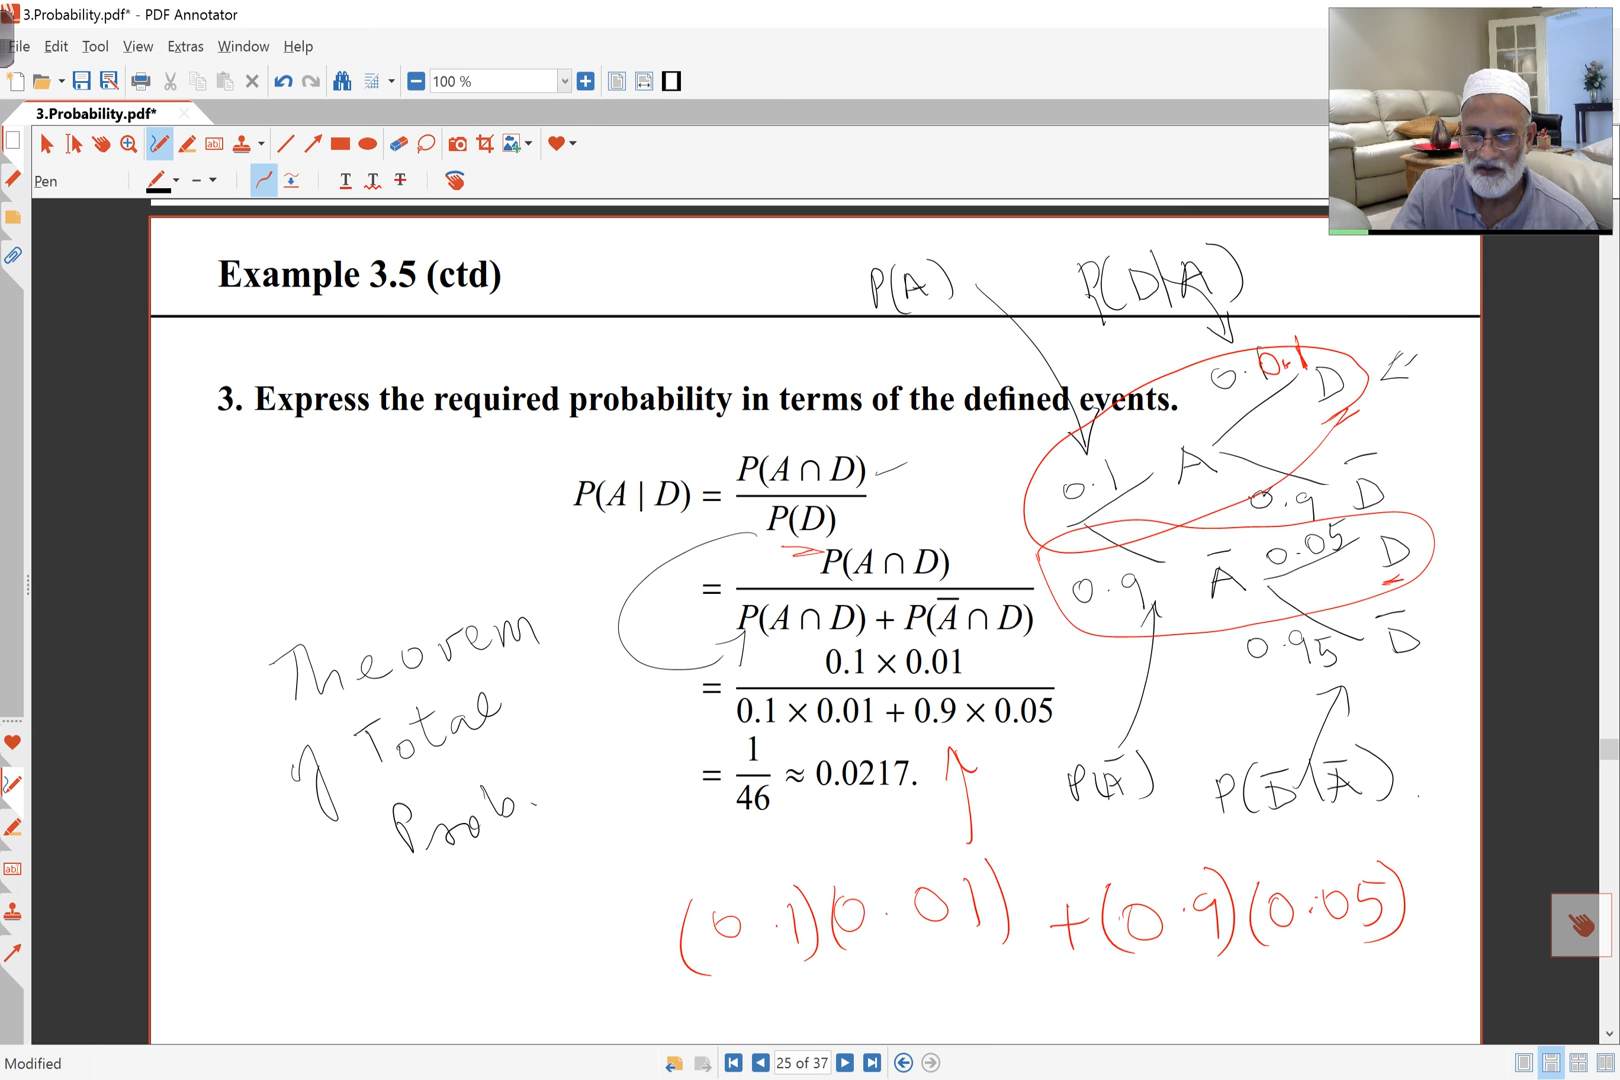 3.Probability.pdf* - PDF Annotator
File Edit Tool View Extras Window Help
100 %
3.Probability.pdf*
Pen
Example 3.5 (ctd)
P(A)
P(D|A)
3. Express the required probability in terms of the defined events.
P(A | D) = P(A ∩ D) / P(D)
= P(A ∩ D) / P(A ∩ D) + P(A̅ ∩ D)
= 0.1 × 0.01 / 0.1 × 0.01 + 0.9 × 0.05
= 1 / 46 ≈ 0.0217.
D
0.1 A
0.9 D̅
0.9 A̅ 0.05 D
0.95 D̅
P(A̅) P(D̅|A̅).
Theorem
of Total
Prob.
(0.1)(0.01) + (0.9)(0.05)
Modified
25 of 37